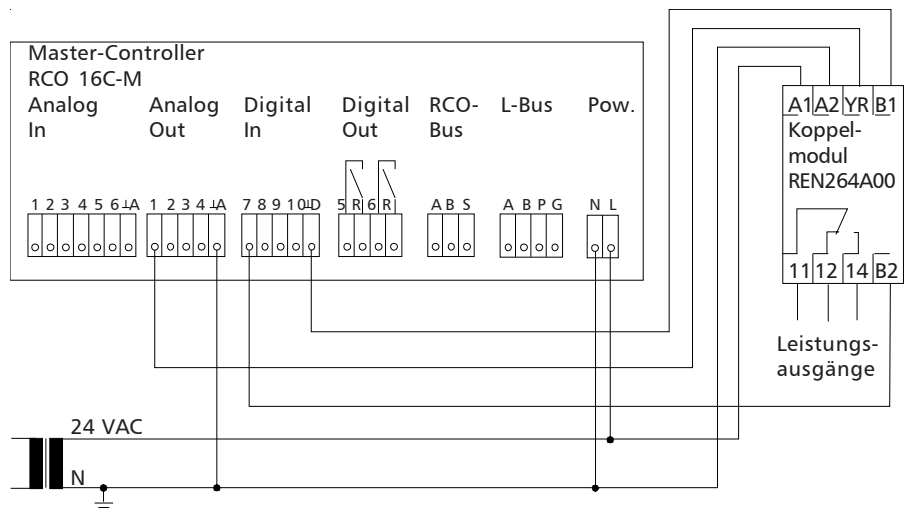 Master-Controller
RCO 16C-M
Analog In
Analog Out
Digital In
Digital Out
RCO-Bus
L-Bus
Pow.
1 2 3 4 5 6 ⊥A
1 2 3 4 ⊥A
7 8 9 10 ⊥D
5 R 6 R
A B S
A B P G
N L
A1 A2 YR B1
Koppel-
modul
REN264A00
11 12 14 B2
Leistungs-
ausgänge
24 VAC
N